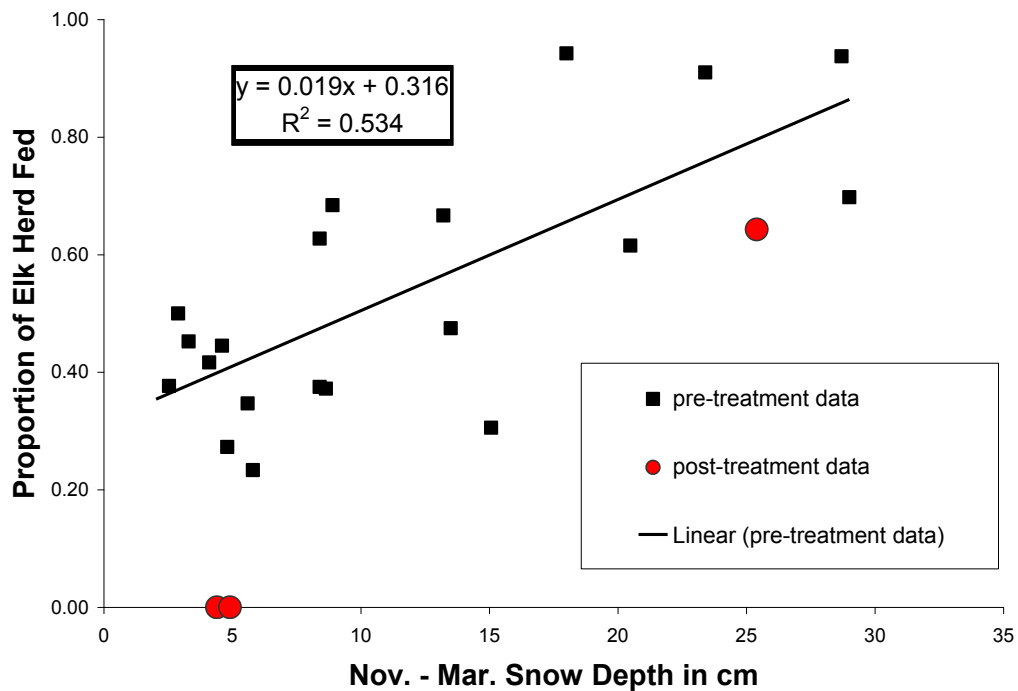 1.00
0.80
0.60
0.40
0.20
0.00
Proportion of Elk Herd Fed
y = 0.019x + 0.316
R² = 0.534
pre-treatment data
post-treatment data
Linear (pre-treatment data)
0 5 10 15 20 25 30 35
Nov. - Mar. Snow Depth in cm